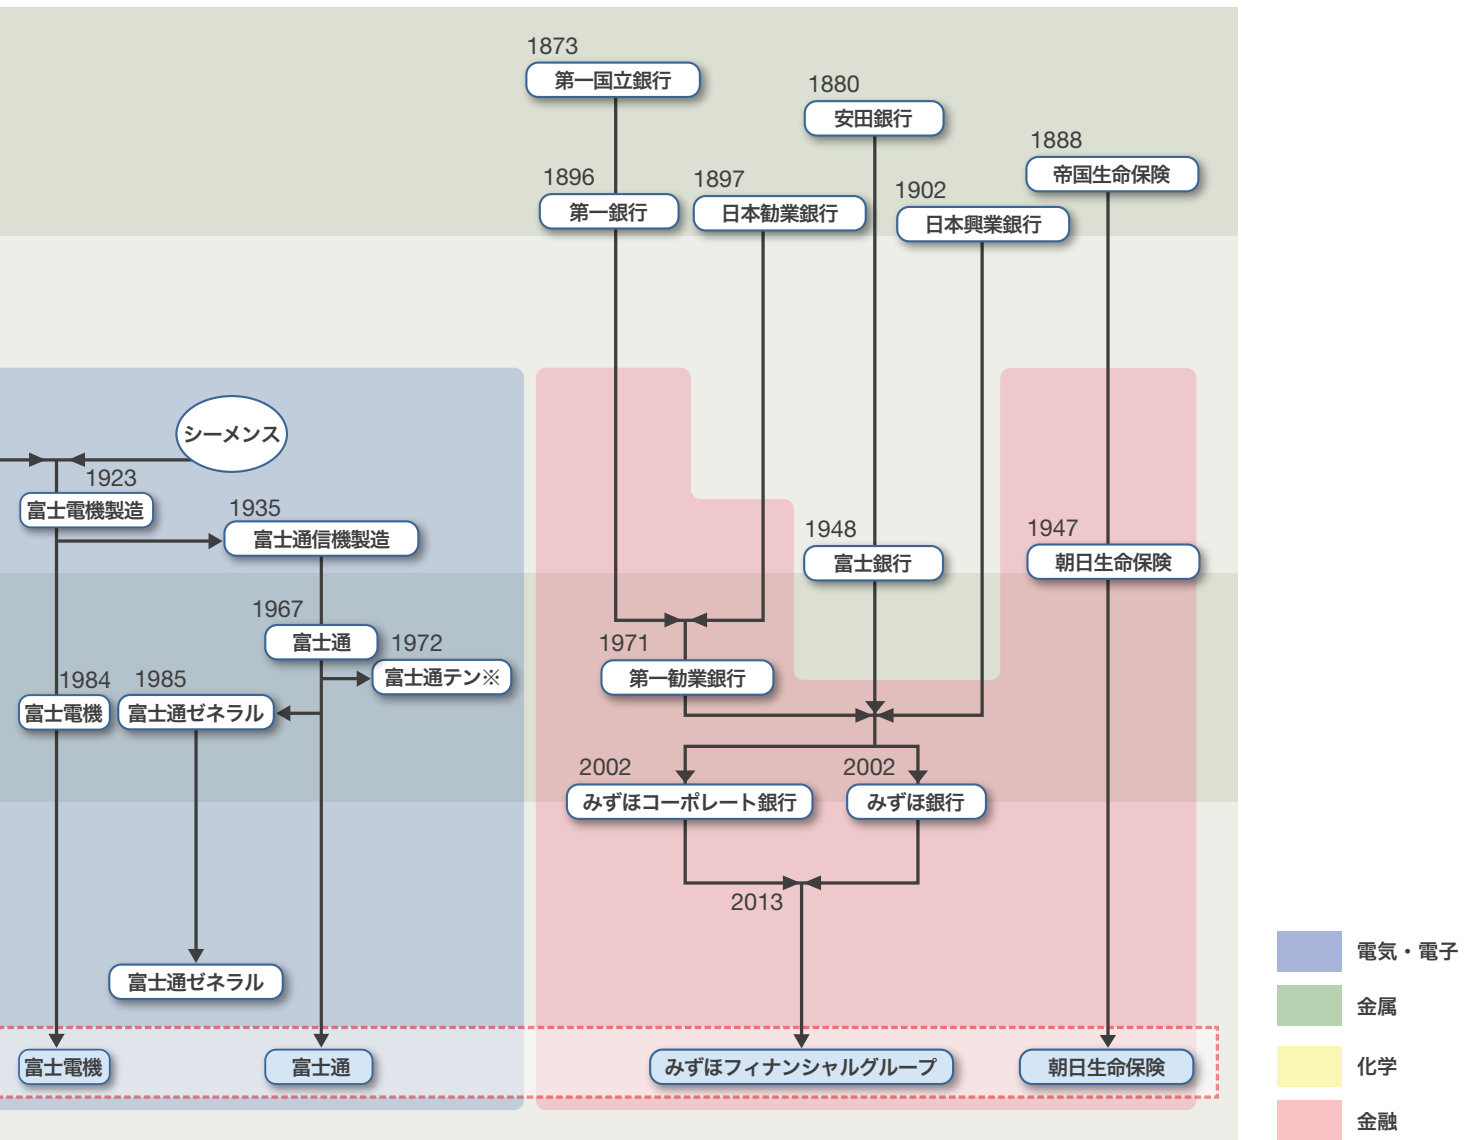 1873
第一国立銀行
1880
安田銀行
1888
帝国生命保険
1896
第一銀行
1897
日本勧業銀行
1902
日本興業銀行
シーメンス
1923
富士電機製造
1935
富士通信機製造
1948
富士銀行
1947
朝日生命保険
1967
富士通
1972
富士通テン※
1971
第一勧業銀行
1984
富士電機
1985
富士通ゼネラル
2002
みずほコーポレート銀行
2002
みずほ銀行
2013
富士通ゼネラル
富士電機
富士通
みずほフィナンシャルグループ
朝日生命保険
電気・電子
金属
化学
金融